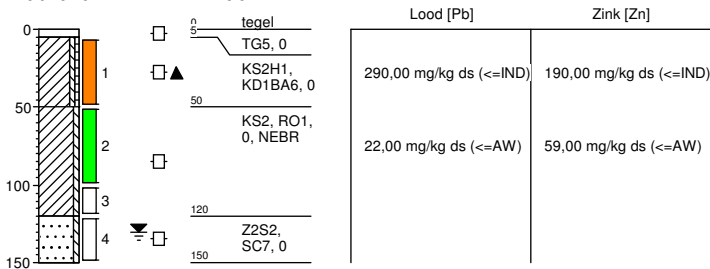 Lood [Pb] Zink [Zn]
0 0 tegel
5 TG5, 0
1 KS2H1,
KD1BA6, 0
290,00 mg/kg ds (<=IND) 190,00 mg/kg ds (<=IND)
50 50
KS2, RO1,
0, NEBR
2 22,00 mg/kg ds (<=AW) 59,00 mg/kg ds (<=AW)
100
3
120
4 Z2S2,
SC7, 0
150 150